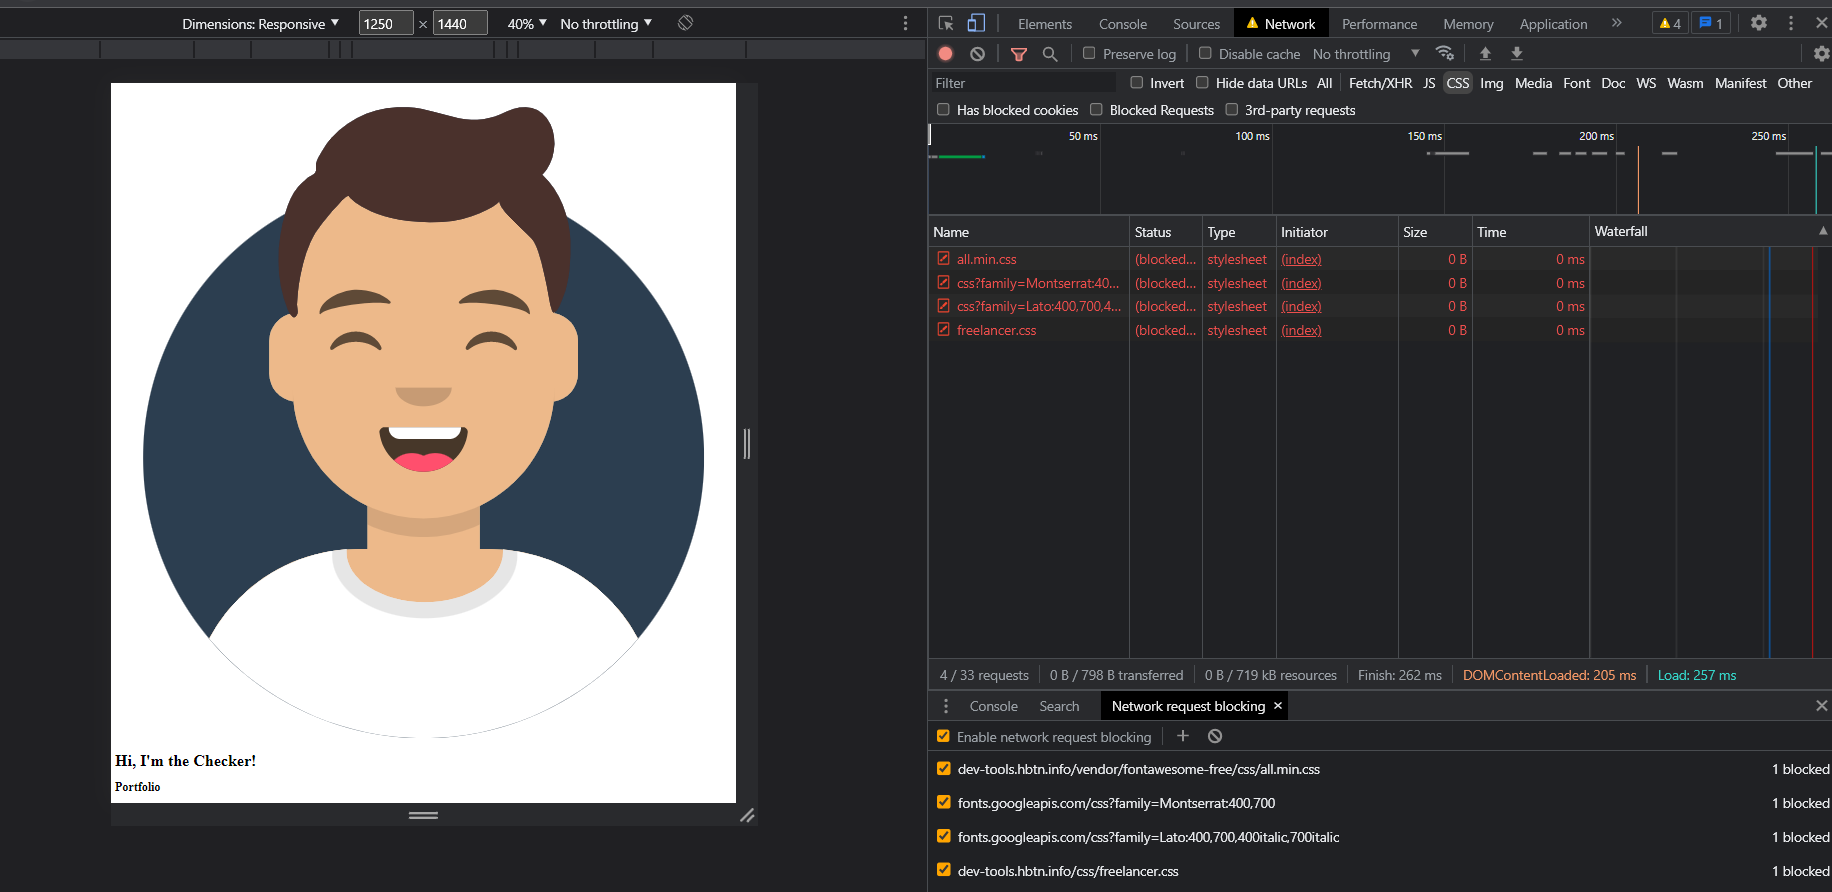 Dimensions: Responsive ▼ 1250 × 1440 40% ▼ No throttling ▼
Elements Console Sources Network Performance Memory Application » 4 1
Preserve log Disable cache No throttling ▼
Filter Invert Hide data URLs All Fetch/XHR JS CSS Img Media Font Doc WS Wasm Manifest Other
Has blocked cookies Blocked Requests 3rd-party requests
50 ms 100 ms 150 ms 200 ms 250 ms
Name Status Type Initiator Size Time Waterfall
all.min.css (blocked... stylesheet (index) 0 B 0 ms
css?family=Montserrat:40... (blocked... stylesheet (index) 0 B 0 ms
css?family=Lato:400,700,4... (blocked... stylesheet (index) 0 B 0 ms
freelancer.css (blocked... stylesheet (index) 0 B 0 ms
4 / 33 requests 0 B / 798 B transferred 0 B / 719 kB resources Finish: 262 ms DOMContentLoaded: 205 ms Load: 257 ms
Console Search Network request blocking ×
Enable network request blocking
dev-tools.hbtn.info/vendor/fontawesome-free/css/all.min.css 1 blocked
fonts.googleapis.com/css?family=Montserrat:400,700 1 blocked
fonts.googleapis.com/css?family=Lato:400,700,400italic,700italic 1 blocked
dev-tools.hbtn.info/css/freelancer.css 1 blocked
Hi, I'm the Checker!
Portfolio